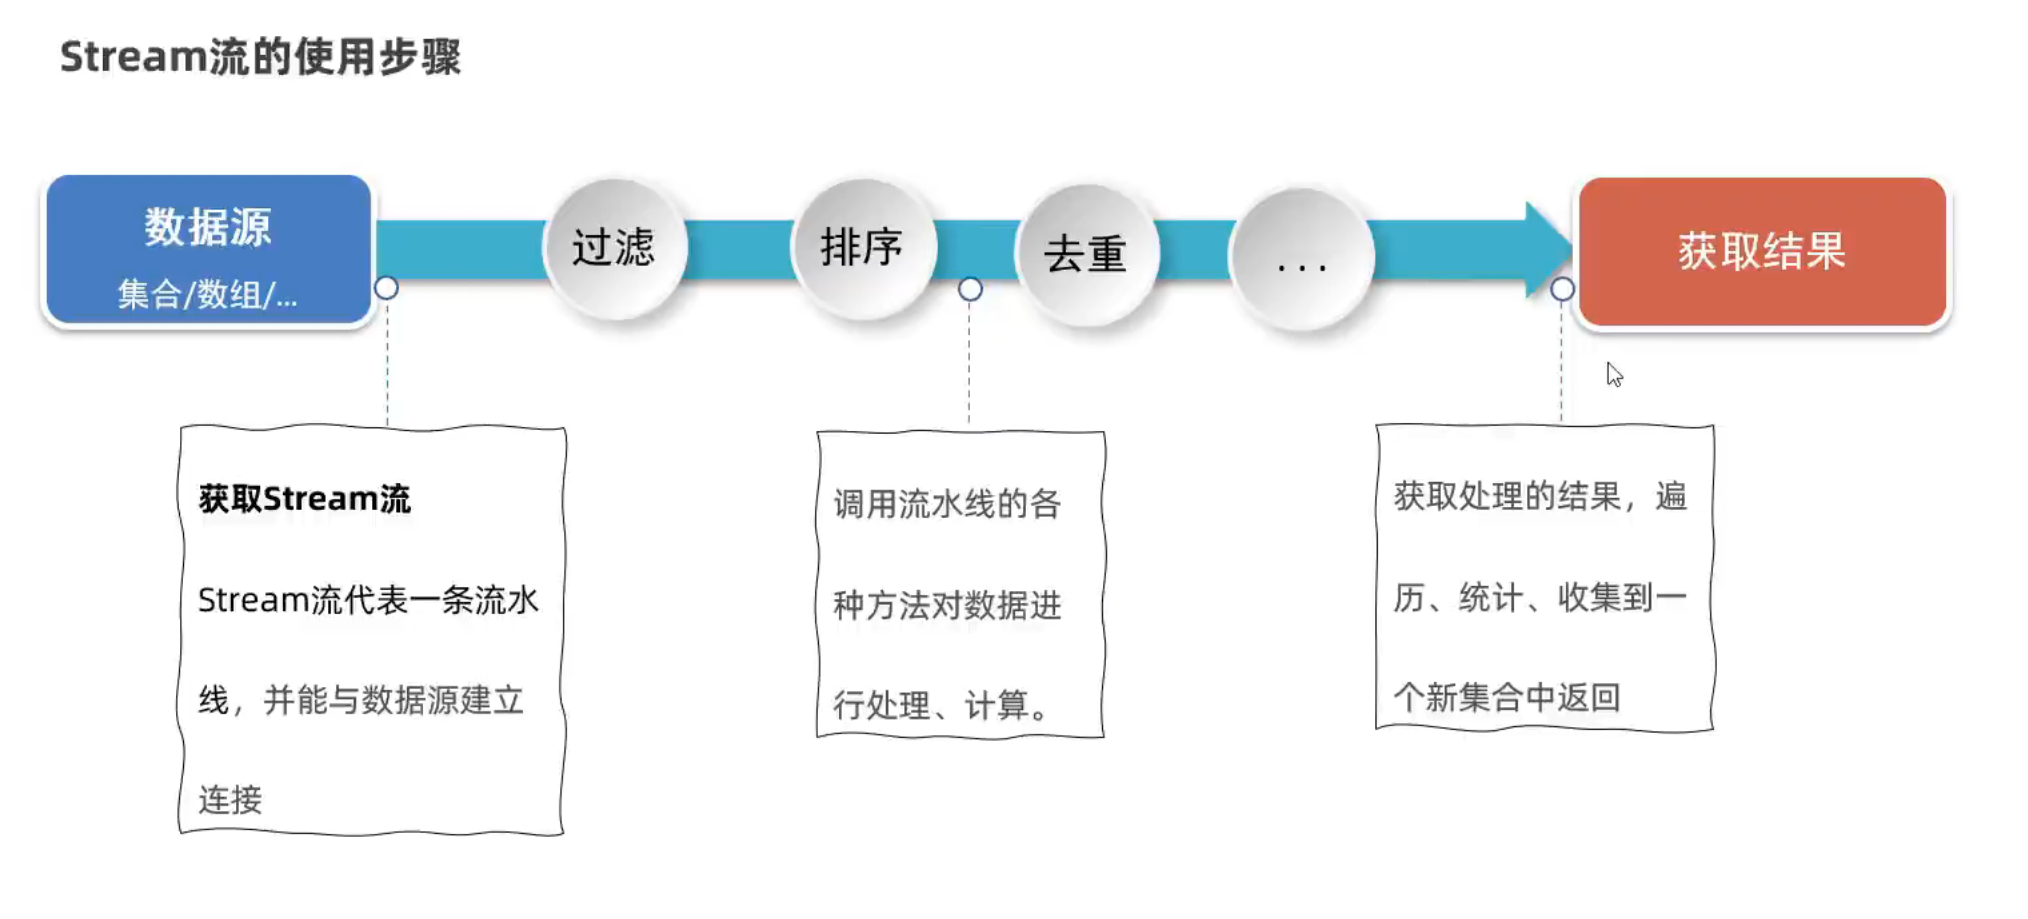 Stream流的使用步骤
数据源
集合/数组/...
过滤
排序
去重
...
获取结果
获取Stream流
Stream流代表一条流水
线，并能与数据源建立
连接
调用流水线的各
种方法对数据进
行处理、计算。
获取处理的结果，遍
历、统计、收集到一
个新集合中返回